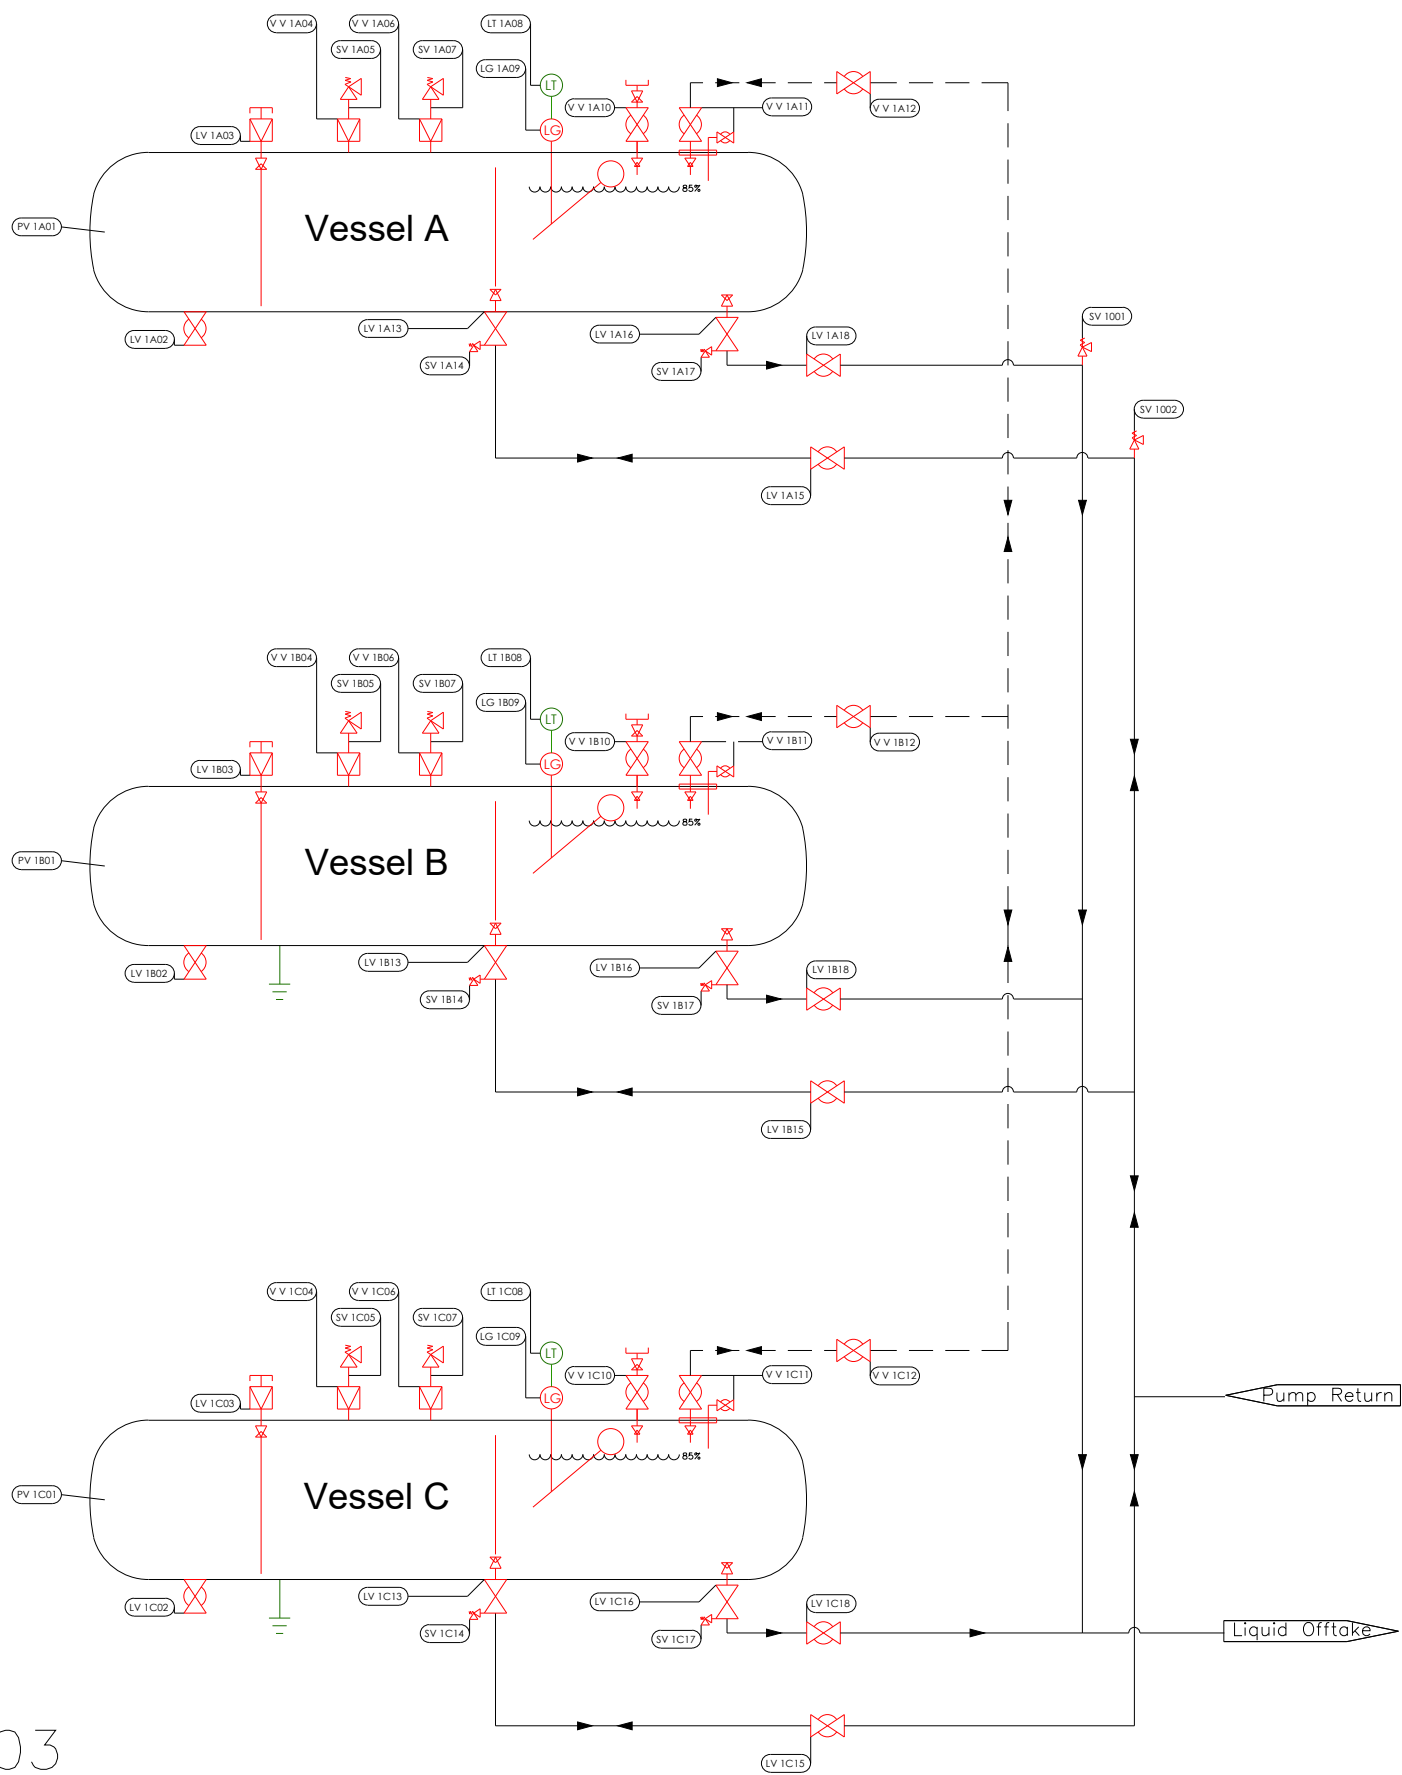 V V 1A04
V V 1A06
LT 1A08
SV 1A05
SV 1A07
LG 1A09
LT
V V 1A10
V V 1A11
V V 1A12
LV 1A03
LG
85%
PV 1A01
Vessel A
LV 1A02
LV 1A13
LV 1A16
LV 1A18
SV 1001
SV 1A14
SV 1A17
SV 1002
LV 1A15
V V 1B04
V V 1B06
LT 1B08
SV 1B05
SV 1B07
LG 1B09
LT
V V 1B10
V V 1B11
V V 1B12
LV 1B03
LG
85%
PV 1B01
Vessel B
LV 1B02
LV 1B13
LV 1B16
LV 1B18
SV 1B14
SV 1B17
LV 1B15
V V 1C04
V V 1C06
LT 1C08
SV 1C05
SV 1C07
LG 1C09
LT
V V 1C10
V V 1C11
V V 1C12
LV 1C03
LG
Pump Return
85%
PV 1C01
Vessel C
LV 1C02
LV 1C13
LV 1C16
LV 1C18
SV 1C14
SV 1C17
Liquid Offtake
LV 1C15
03